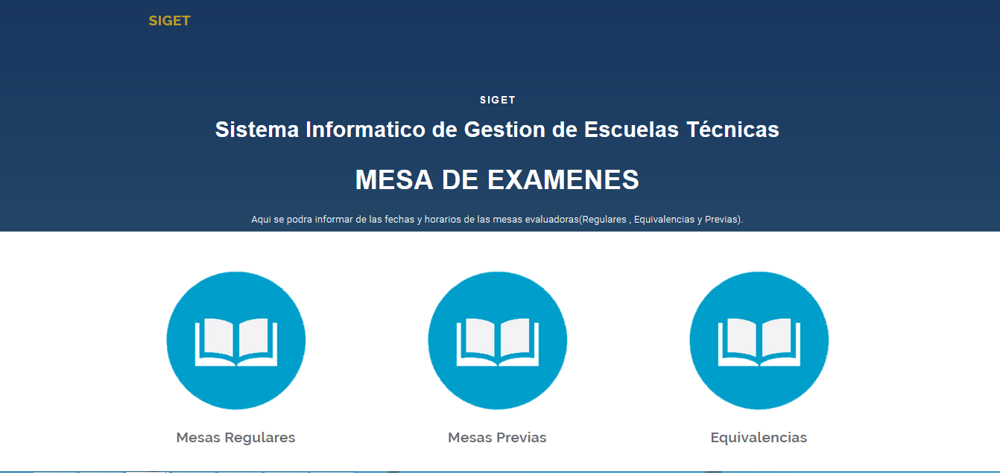 SIGET
SIGET
Sistema Informatico de Gestion de Escuelas Técnicas
MESA DE EXAMENES
Aqui se podra informar de las fechas y horarios de las mesas evaluadoras(Regulares , Equivalencias y Previas).
Mesas Regulares
Mesas Previas
Equivalencias